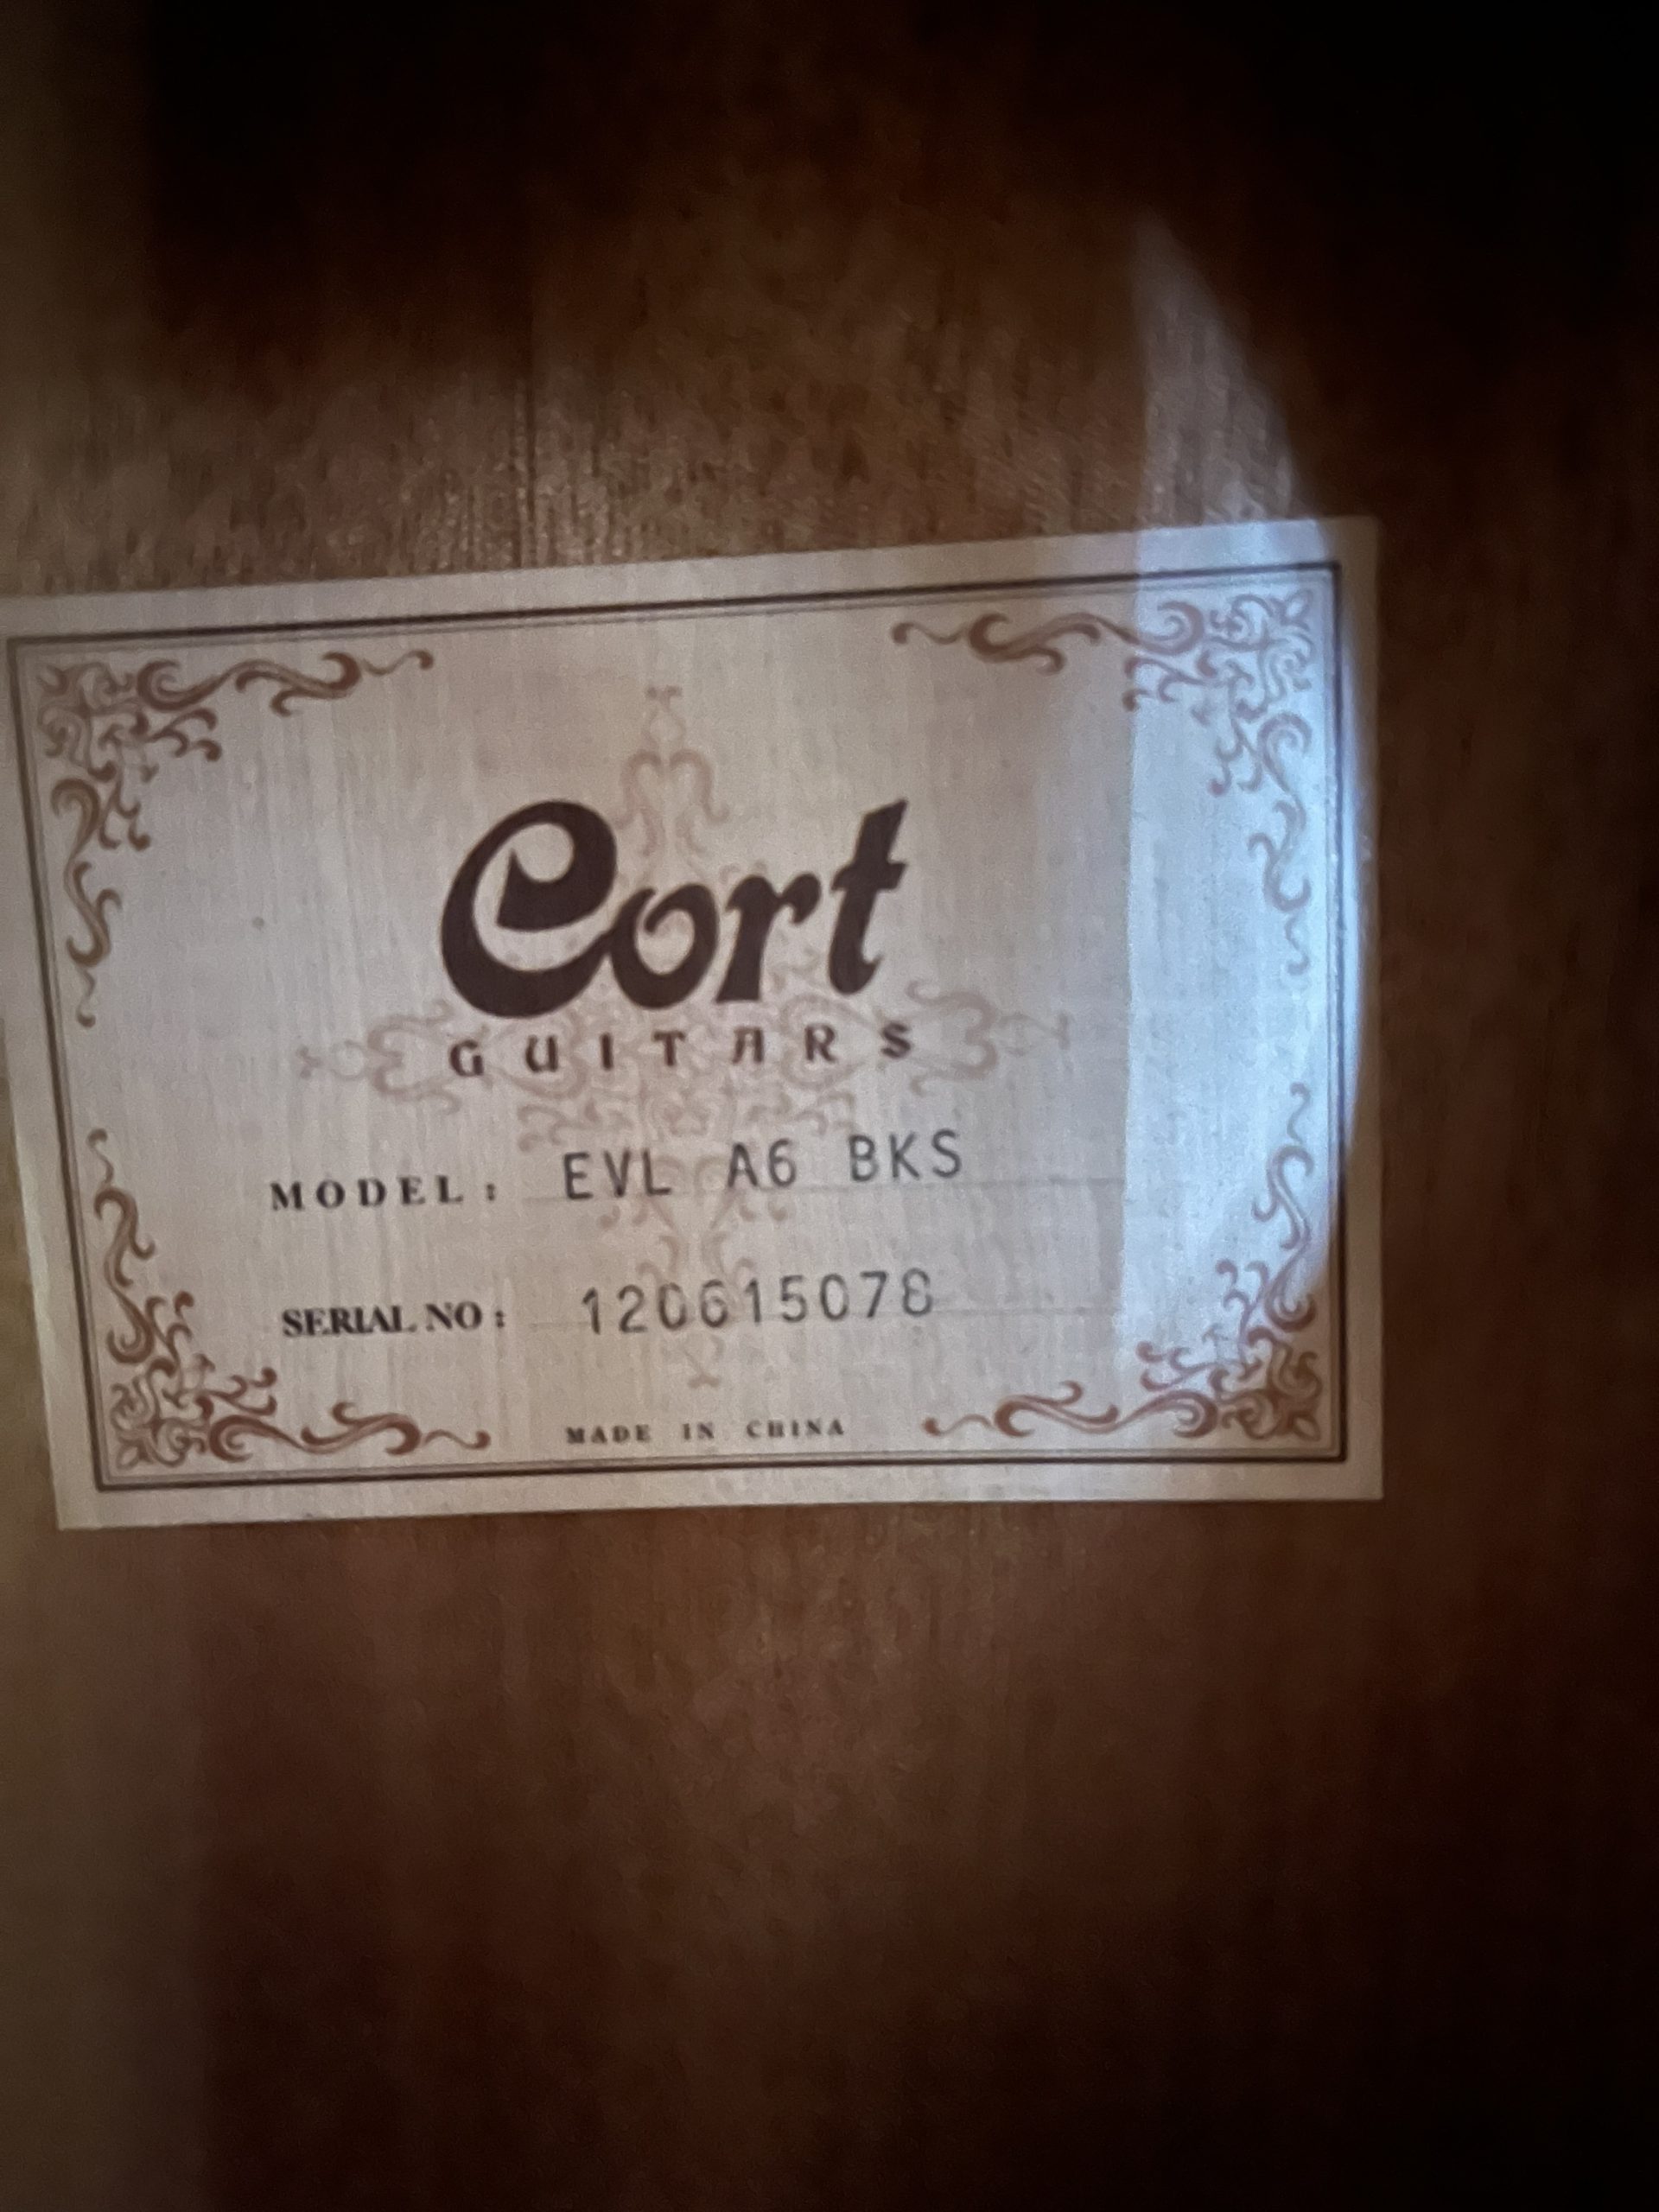 Cort
GUITARS
MODEL: EVL A6 BKS
SERIAL NO: 120615078
MADE IN CHINA